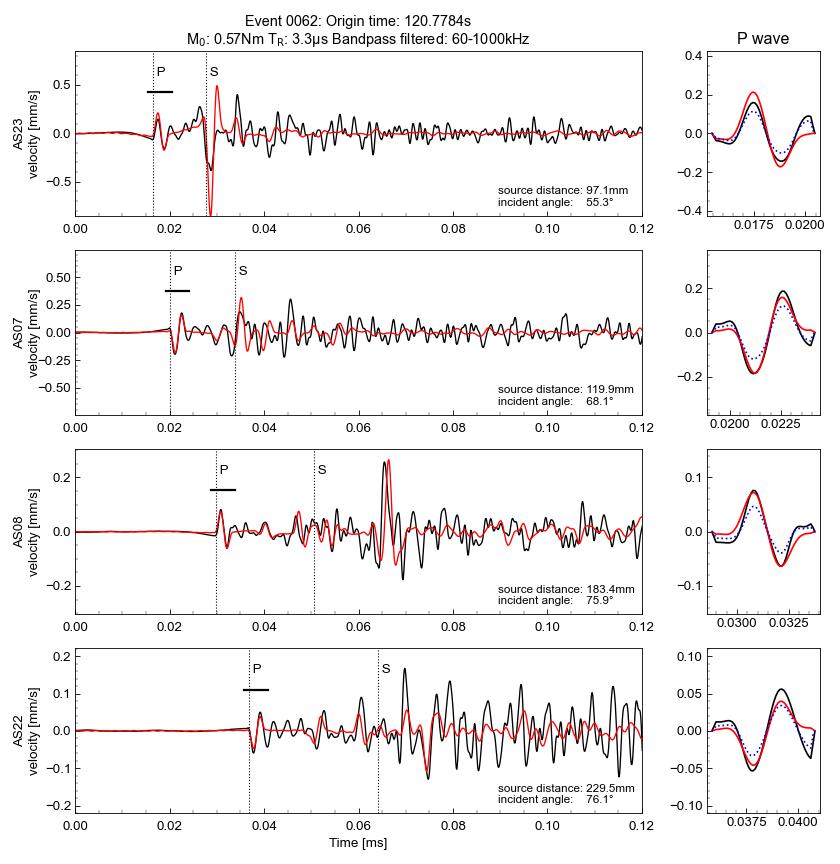 Event 0062: Origin time: 120.7784s
M0: 0.57Nm TR: 3.3μs Bandpass filtered: 60-1000kHz
P wave
AS23
velocity [mm/s]
0.5
0.0
−0.5
P
S
source distance: 97.1mm
incident angle: 55.3°
0.00 0.02 0.04 0.06 0.08 0.10 0.12
0.4
0.2
0.0
−0.2
−0.4
0.0175 0.0200
AS07
velocity [mm/s]
0.50
0.25
0.00
−0.25
−0.50
P
S
source distance: 119.9mm
incident angle: 68.1°
0.00 0.02 0.04 0.06 0.08 0.10 0.12
0.2
0.0
−0.2
0.0200 0.0225
AS08
velocity [mm/s]
0.2
0.0
−0.2
P
S
source distance: 183.4mm
incident angle: 75.9°
0.00 0.02 0.04 0.06 0.08 0.10 0.12
0.1
0.0
−0.1
0.0300 0.0325
AS22
velocity [mm/s]
0.2
0.1
0.0
−0.1
−0.2
P
S
source distance: 229.5mm
incident angle: 76.1°
0.00 0.02 0.04 0.06 0.08 0.10 0.12
Time [ms]
0.10
0.05
0.00
−0.05
−0.10
0.0375 0.0400